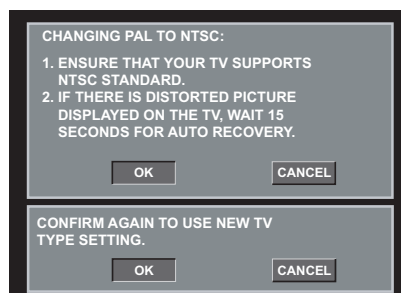 CHANGING PAL TO NTSC:
1. ENSURE THAT YOUR TV SUPPORTS
NTSC STANDARD.
2. IF THERE IS DISTORTED PICTURE
DISPLAYED ON THE TV, WAIT 15
SECONDS FOR AUTO RECOVERY.
OK CANCEL
CONFIRM AGAIN TO USE NEW TV
TYPE SETTING.
OK CANCEL